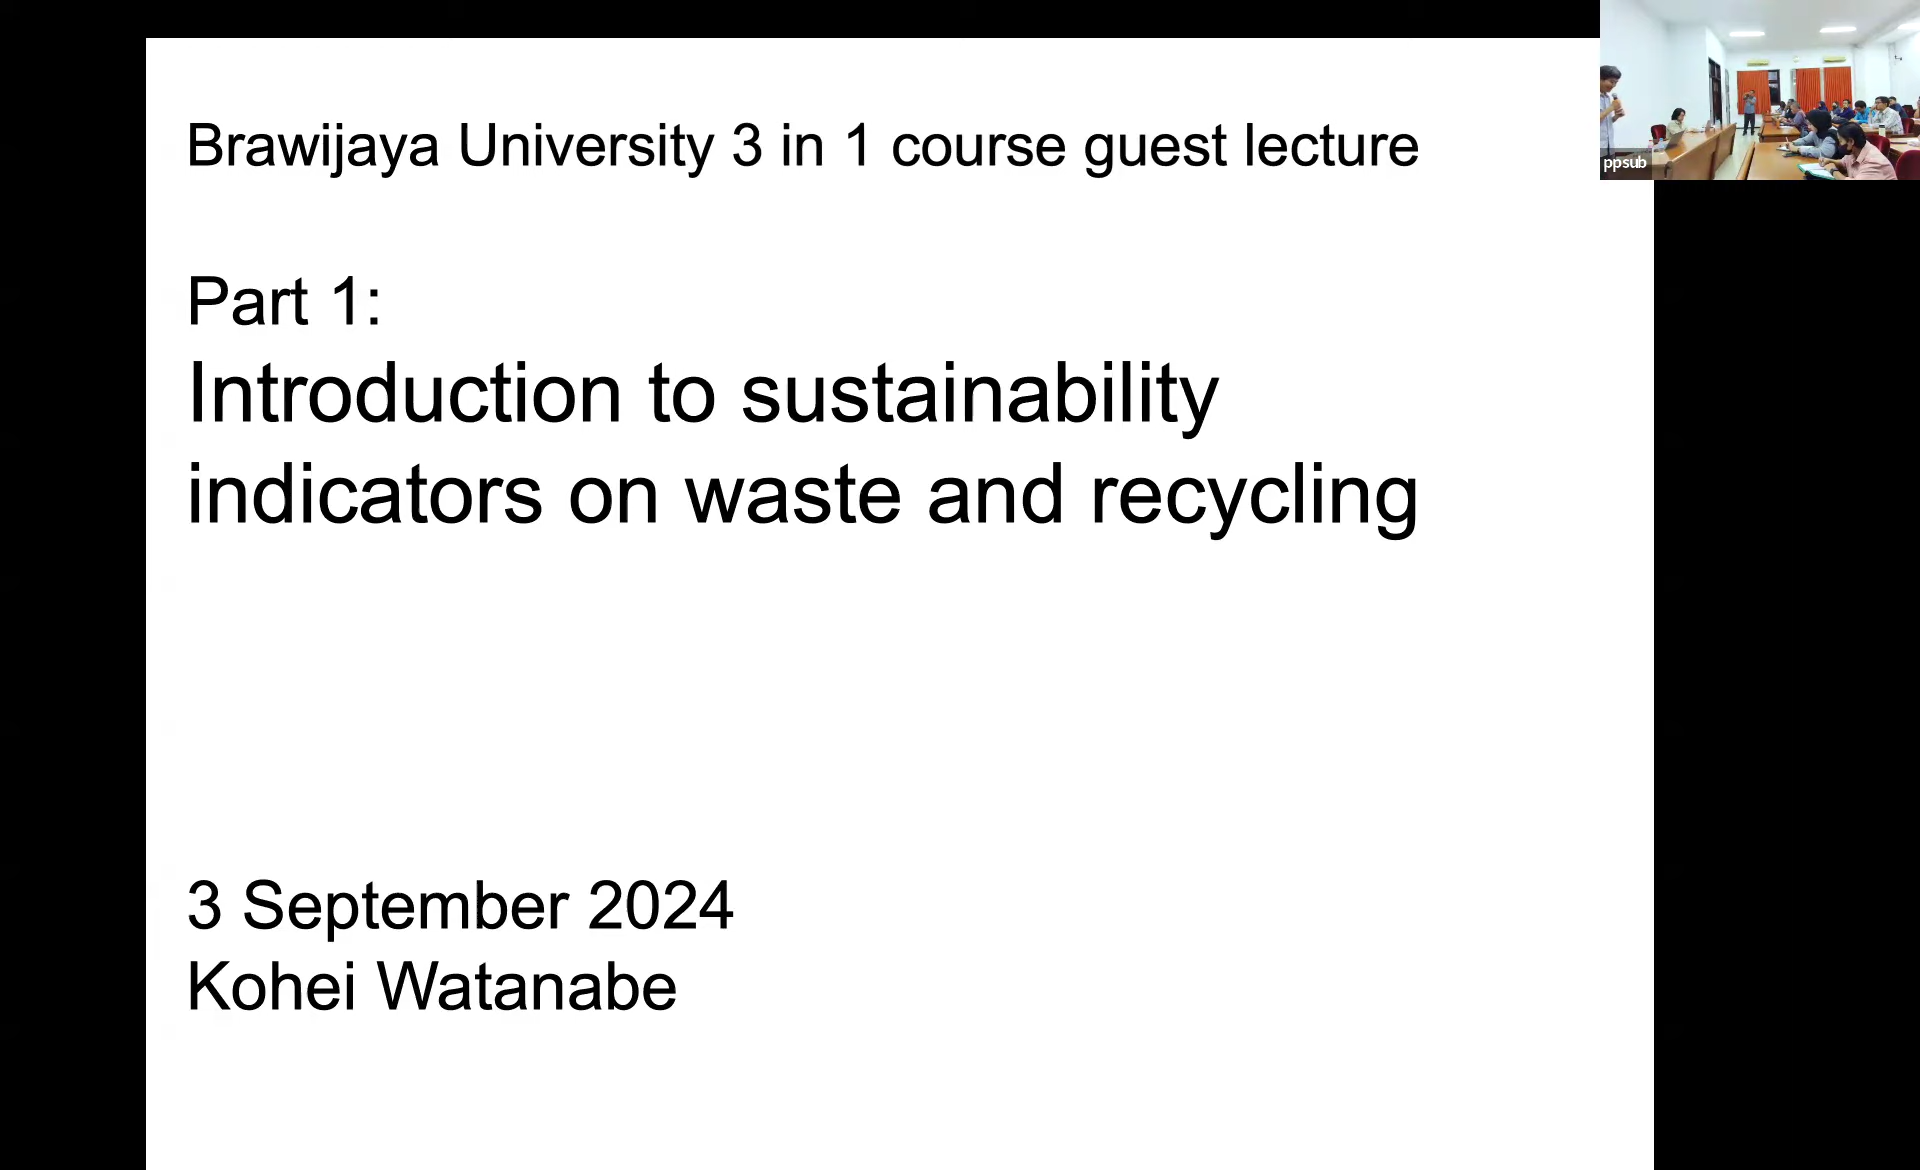 Brawijaya University 3 in 1 course guest lecture
Part 1:
Introduction to sustainability
indicators on waste and recycling
3 September 2024
Kohei Watanabe
ppsub